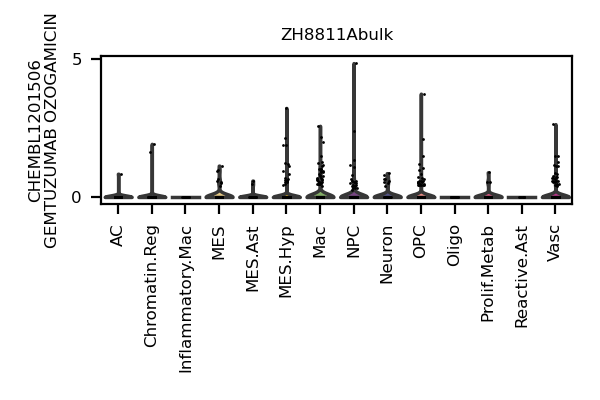 ZH8811Abulk
CHEMBL1201506
GEMTUZUMAB OZOGAMICIN
5
0
AC
Chromatin.Reg
Inflammatory.Mac
MES
MES.Ast
MES.Hyp
Mac
NPC
Neuron
OPC
Oligo
Prolif.Metab
Reactive.Ast
Vasc